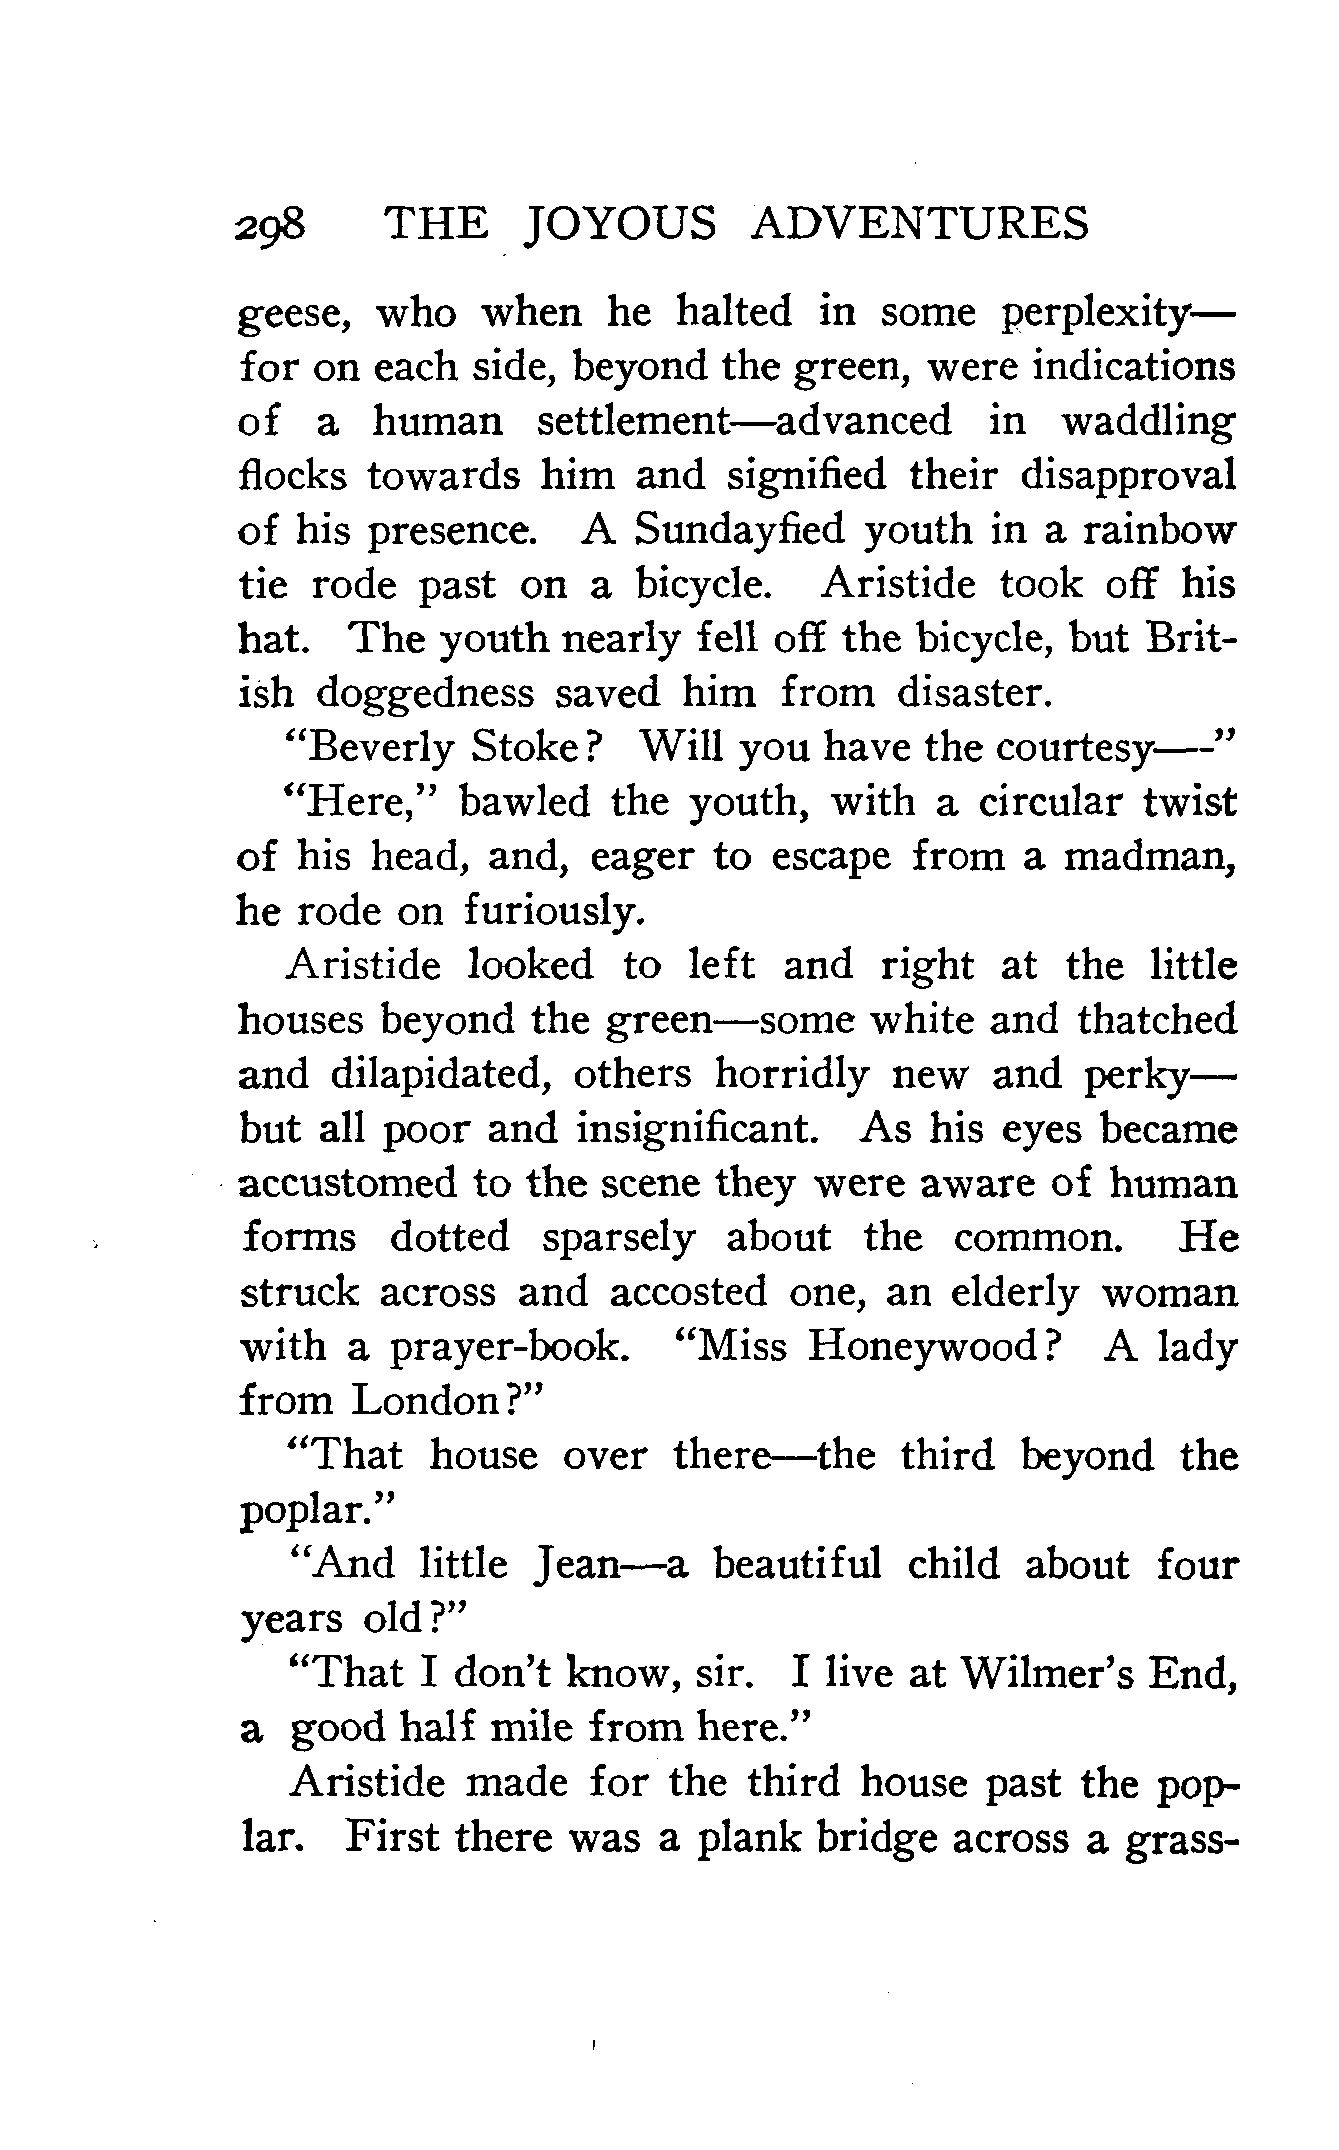 298 THE JOYOUS ADVENTURES
geese, who when he halted in some perplexity—
for on each side, beyond the green, were indications
of a human settlement—advanced in waddling
flocks towards him and signified their disapproval
of his presence. A Sundayfied youth in a rainbow
tie rode past on a bicycle. Aristide took off his
hat. The youth nearly fell off the bicycle, but Brit-
ish doggedness saved him from disaster.
"Beverly Stoke? Will you have the courtesy—"
"Here," bawled the youth, with a circular twist
of his head, and, eager to escape from a madman,
he rode on furiously.
Aristide looked to left and right at the little
houses beyond the green—some white and thatched
and dilapidated, others horridly new and perky—
but all poor and insignificant. As his eyes became
accustomed to the scene they were aware of human
forms dotted sparsely about the common. He
struck across and accosted one, an elderly woman
with a prayer-book. "Miss Honeywood? A lady
from London?"
"That house over there—the third beyond the
poplar."
"And little Jean—a beautiful child about four
years old?"
"That I don't know, sir. I live at Wilmer's End,
a good half mile from here."
Aristide made for the third house past the pop-
lar. First there was a plank bridge across a grass-